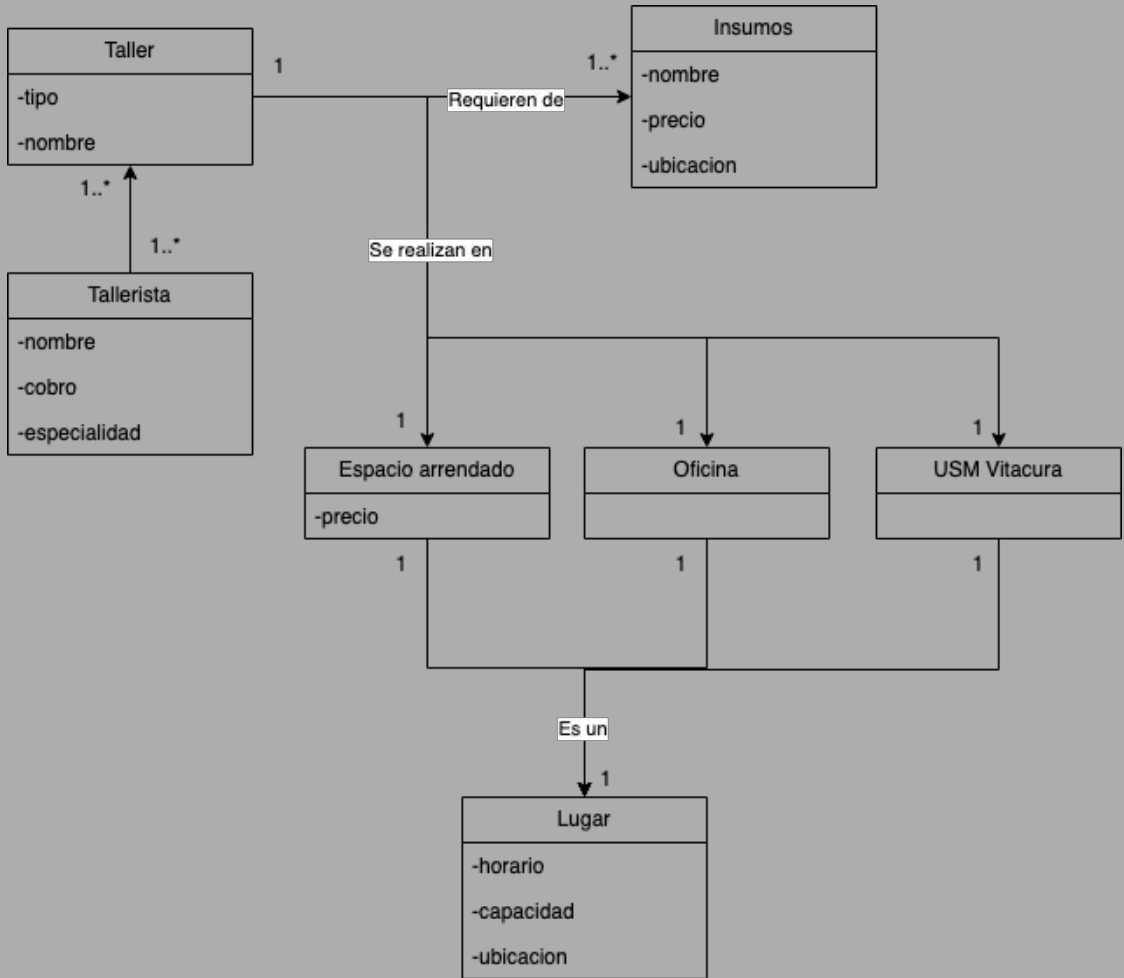 Taller
-tipo
-nombre
1
1..*
Requieren de
Insumos
-nombre
-precio
-ubicacion
1..*
1..*
Tallerista
-nombre
-cobro
-especialidad
Se realizan en
1
1
1
Espacio arrendado
-precio
Oficina
USM Vitacura
1
1
1
Es un
1
Lugar
-horario
-capacidad
-ubicacion